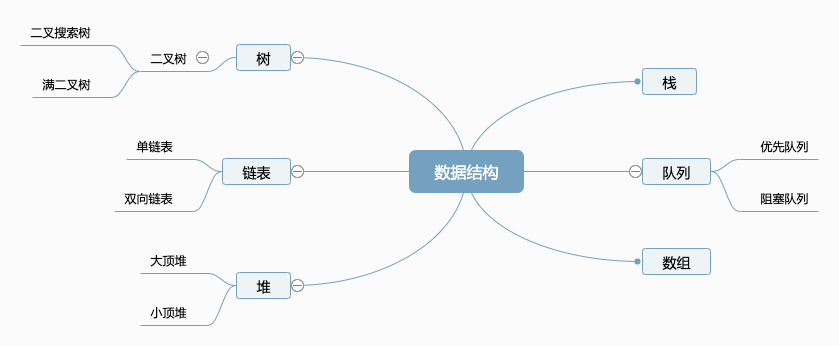 数据结构
栈
队列
优先队列
阻塞队列
数组
树
二叉树
二叉搜索树
满二叉树
链表
单链表
双向链表
堆
大顶堆
小顶堆